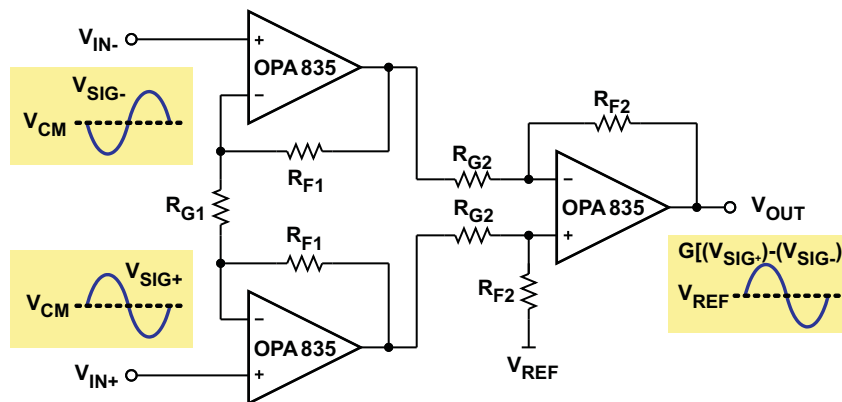 VIN-
+
OPA 835
−
VSIG-
VCM
RF1
RG1
RF1
VSIG+
VCM
−
OPA 835
+
VIN+
RG2
RG2
RF2
−
OPA 835
+
RF2
VREF
VOUT
G[(VSIG+)-(VSIG-)
VREF